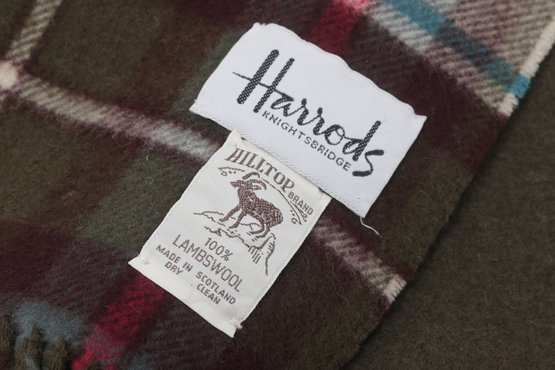 Harrods
KNIGHTSBRIDGE
HILLTOP
BRAND
100%
LAMBSWOOL
MADE IN SCOTLAND
DRY CLEAN